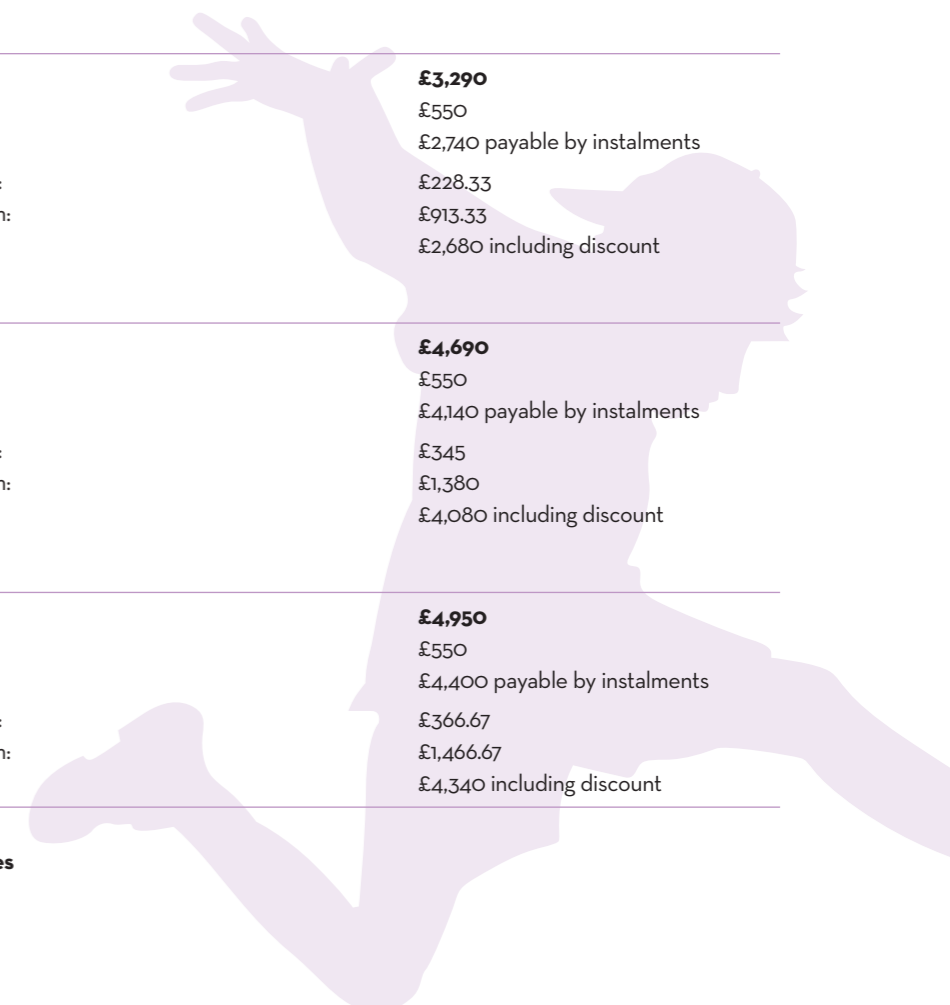 £3,290
£550
£2,740 payable by instalments
: £228.33
n: £913.33
£2,680 including discount
£4,690
£550
£4,140 payable by instalments
: £345
n: £1,380
£4,080 including discount
£4,950
£550
£4,400 payable by instalments
: £366.67
n: £1,466.67
£4,340 including discount
es